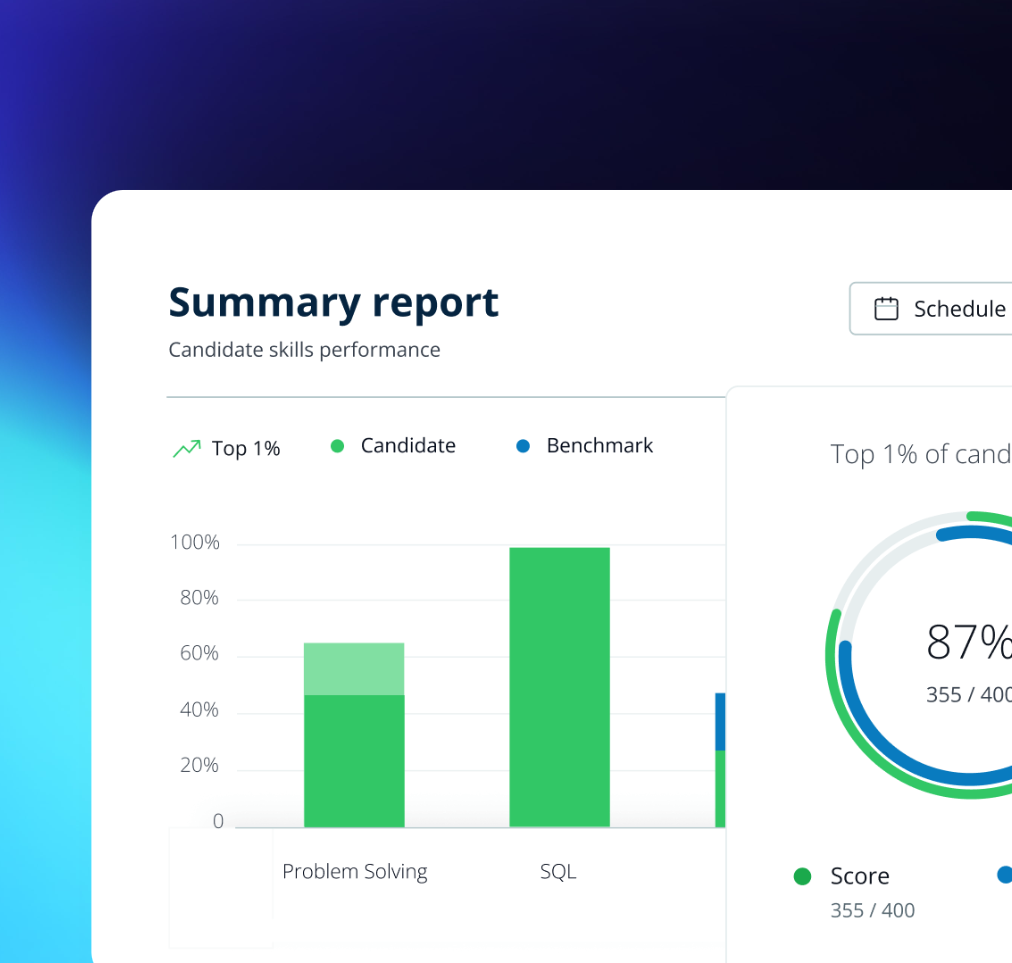 Summary report
Candidate skills performance
Schedule
Top 1%
Candidate
Benchmark
100%
80%
60%
40%
20%
0
Problem Solving
SQL
Top 1% of cand
87%
355 / 400
Score
355 / 400